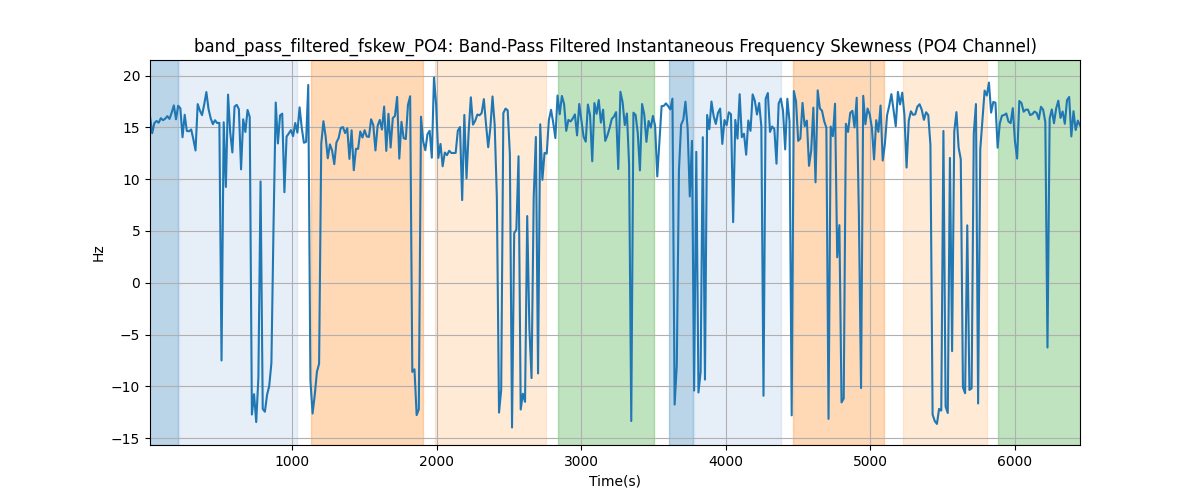 band_pass_filtered_fskew_PO4: Band-Pass Filtered Instantaneous Frequency Skewness (PO4 Channel)
20
15
10
5
0
−5
−10
−15
Hz
1000 2000 3000 4000 5000 6000
Time(s)